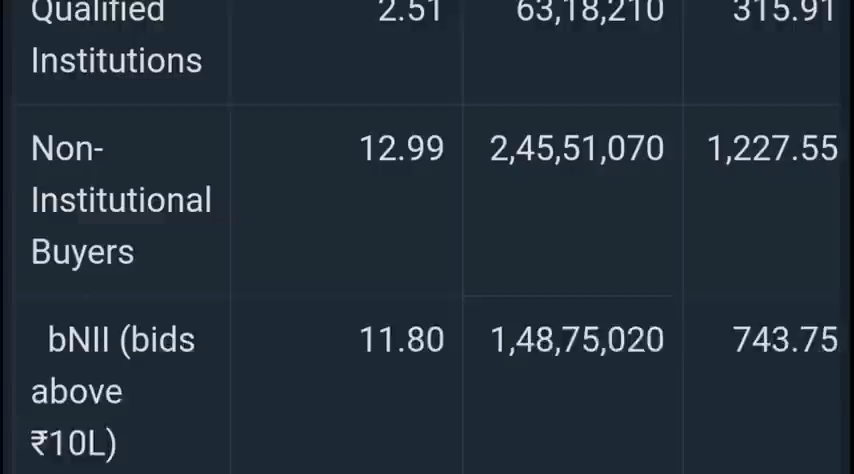 Qualified 2.51 63,18,210 315.91
Institutions
Non- 12.99 2,45,51,070 1,227.55
Institutional
Buyers
bNII (bids 11.80 1,48,75,020 743.75
above
₹10L)